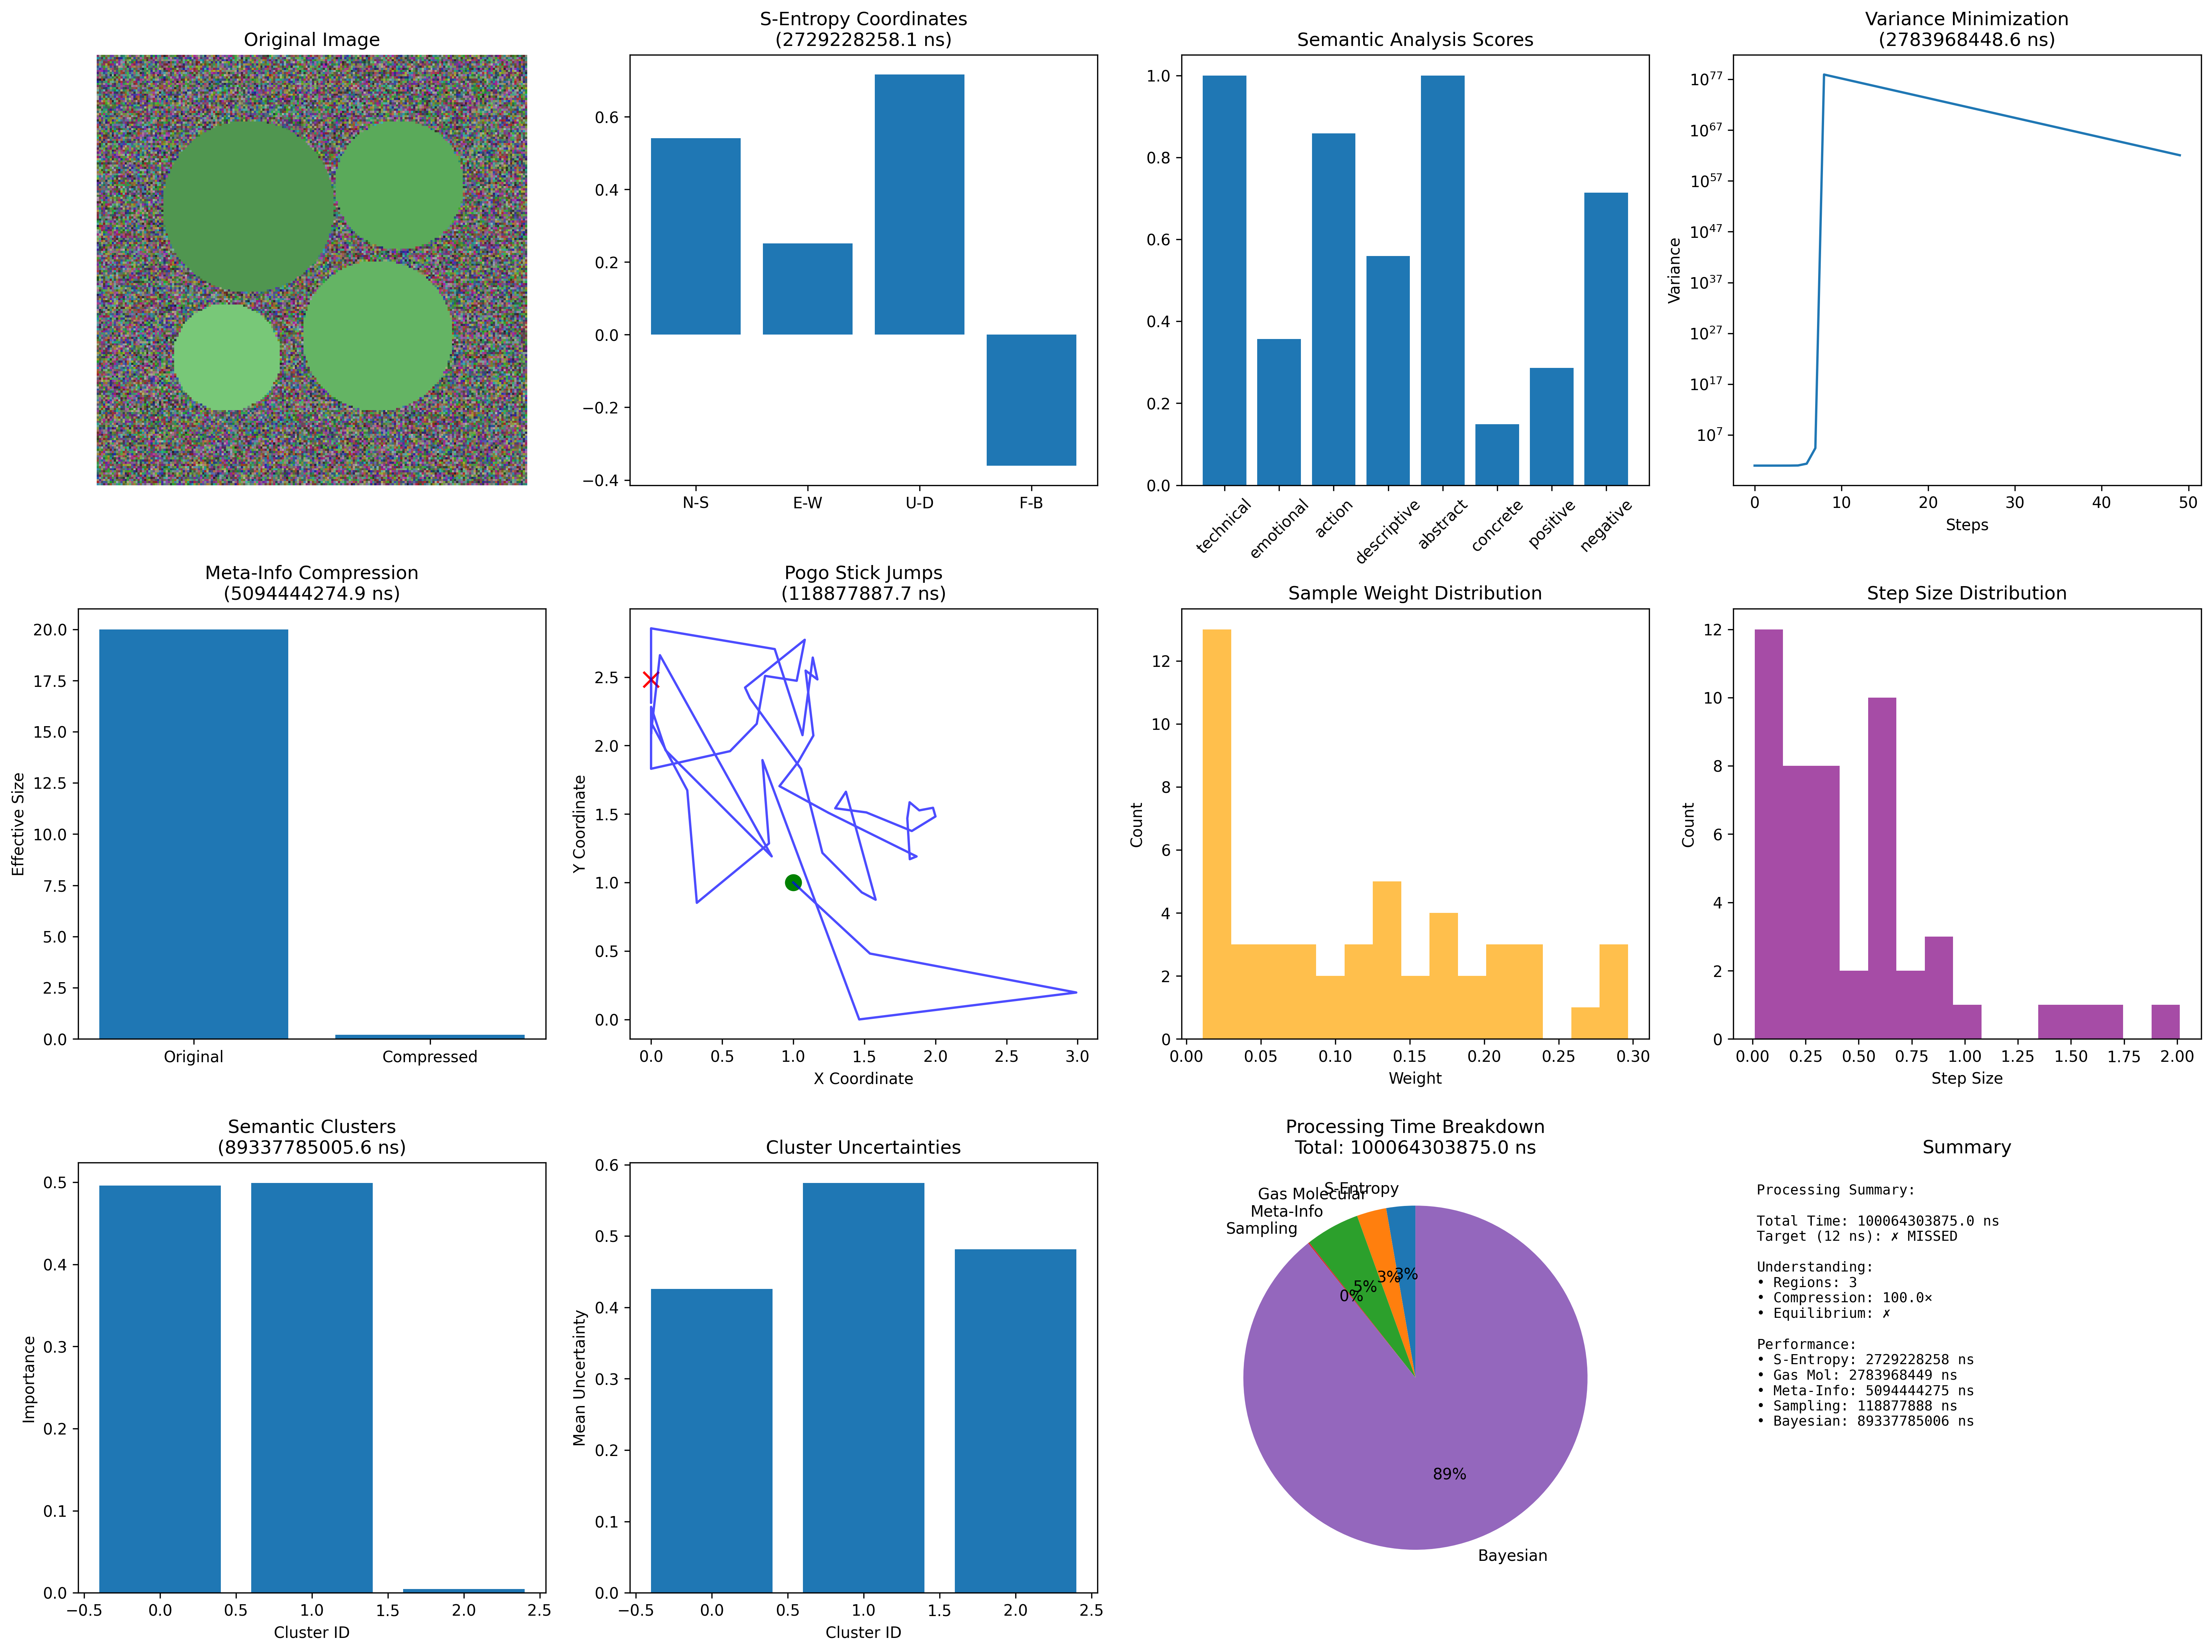 Original Image
S-Entropy Coordinates
(2729228258.1 ns)
0.6
0.4
0.2
0.0
−0.2
−0.4
N-S
E-W
U-D
F-B
Semantic Analysis Scores
1.0
0.8
0.6
0.4
0.2
0.0
technical
emotional
action
descriptive
abstract
concrete
positive
negative
Variance Minimization
(2783968448.6 ns)
Variance
10^77
10^67
10^57
10^47
10^37
10^27
10^17
10^7
0 10 20 30 40 50
Steps
Meta-Info Compression
(5094444274.9 ns)
Effective Size
20.0
17.5
15.0
12.5
10.0
7.5
5.0
2.5
0.0
Original
Compressed
Pogo Stick Jumps
(118877887.7 ns)
Y Coordinate
2.5
2.0
1.5
1.0
0.5
0.0
0.0 0.5 1.0 1.5 2.0 2.5 3.0
X Coordinate
Sample Weight Distribution
Count
12
10
8
6
4
2
0
0.00 0.05 0.10 0.15 0.20 0.25 0.30
Weight
Step Size Distribution
Count
12
10
8
6
4
2
0
0.00 0.25 0.50 0.75 1.00 1.25 1.50 1.75 2.00
Step Size
Semantic Clusters
(89337785005.6 ns)
Importance
0.5
0.4
0.3
0.2
0.1
0.0
−0.5 0.0 0.5 1.0 1.5 2.0 2.5
Cluster ID
Cluster Uncertainties
Mean Uncertainty
0.6
0.5
0.4
0.3
0.2
0.1
0.0
−0.5 0.0 0.5 1.0 1.5 2.0 2.5
Cluster ID
Processing Time Breakdown
Total: 100064303875.0 ns
S-Entropy
Gas Molecular
Meta-Info
Sampling
3%
3%
5%
0%
89%
Bayesian
Summary
Processing Summary:
Total Time: 100064303875.0 ns
Target (12 ns): ✗ MISSED
Understanding:
• Regions: 3
• Compression: 100.0×
• Equilibrium: ✗
Performance:
• S-Entropy: 2729228258 ns
• Gas Mol: 2783968449 ns
• Meta-Info: 5094444275 ns
• Sampling: 118877888 ns
• Bayesian: 89337785006 ns